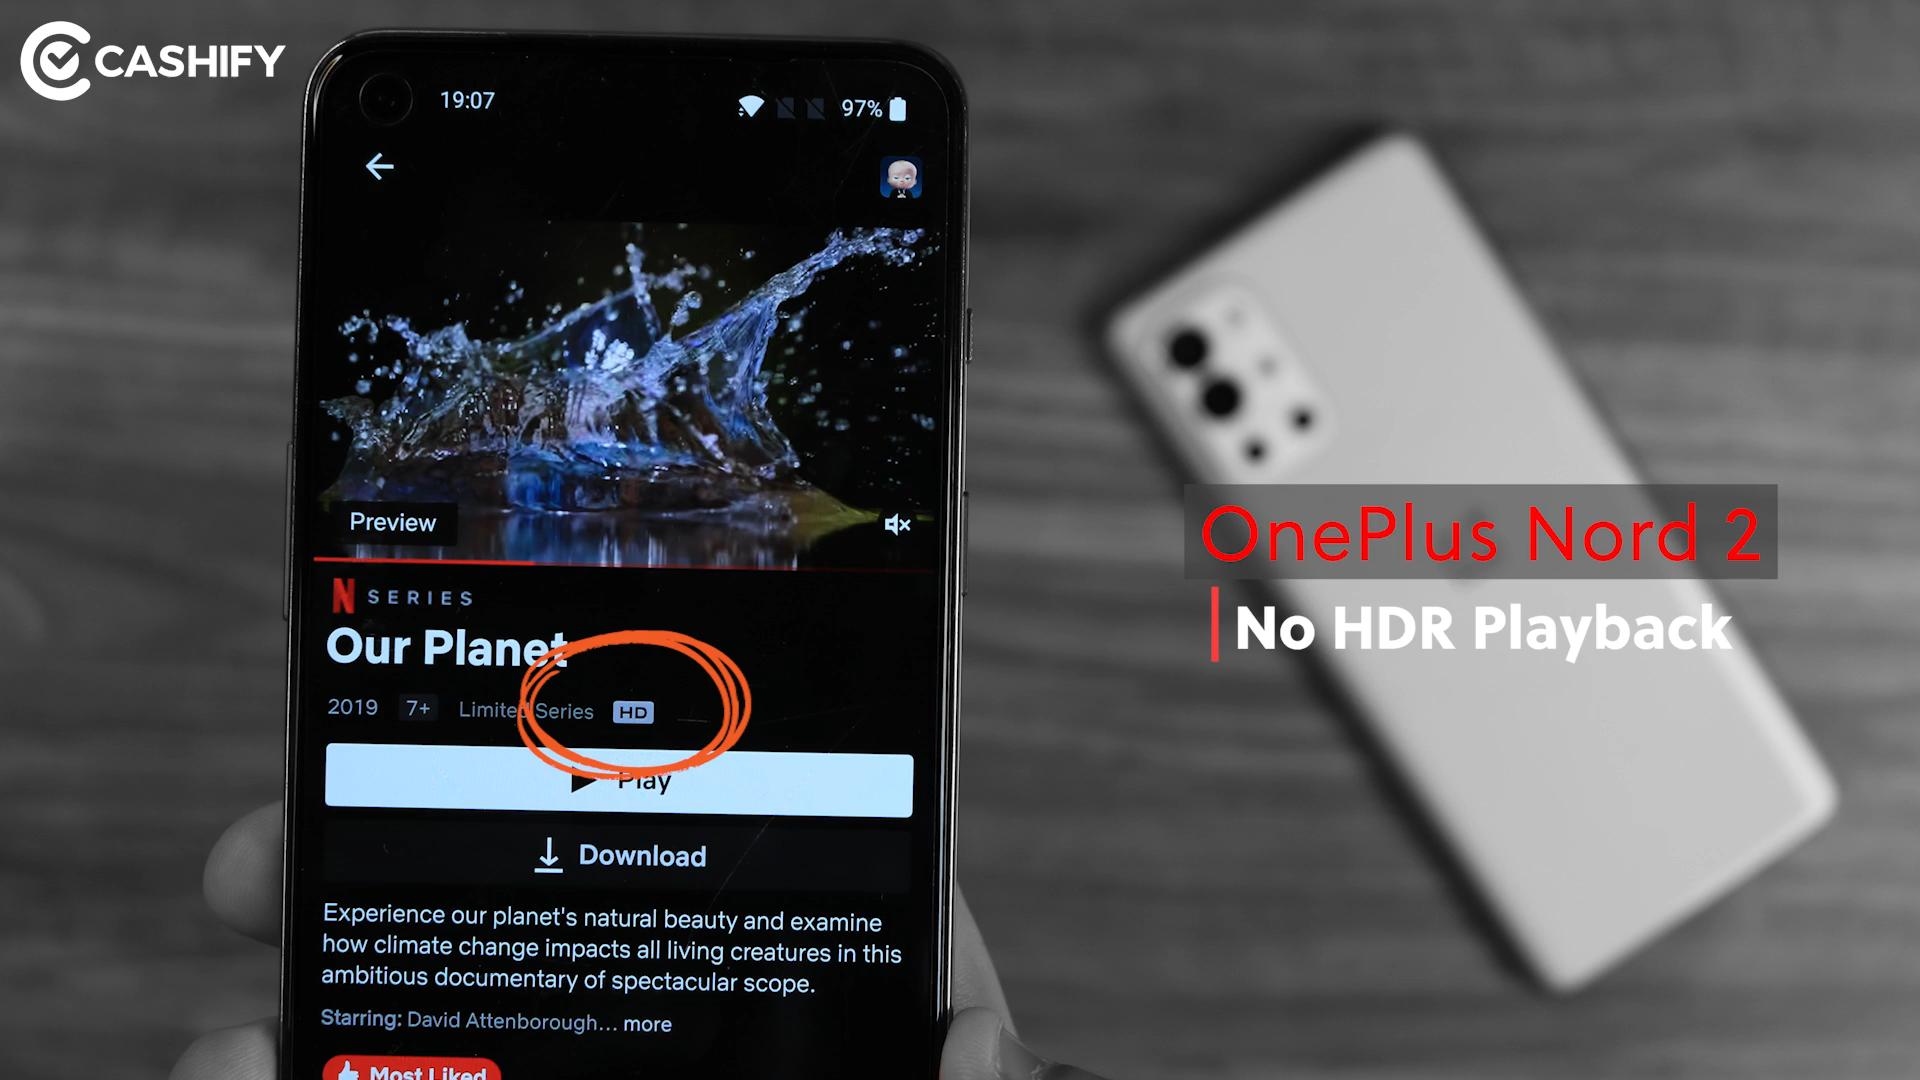 CASHIFY
19:07
97%
Preview
N SERIES
Our Planet
2019 7+ Limited Series HD
Play
Download
Experience our planet's natural beauty and examine
how climate change impacts all living creatures in this
ambitious documentary of spectacular scope.
Starring: David Attenborough... more
Most Liked
OnePlus Nord 2
No HDR Playback